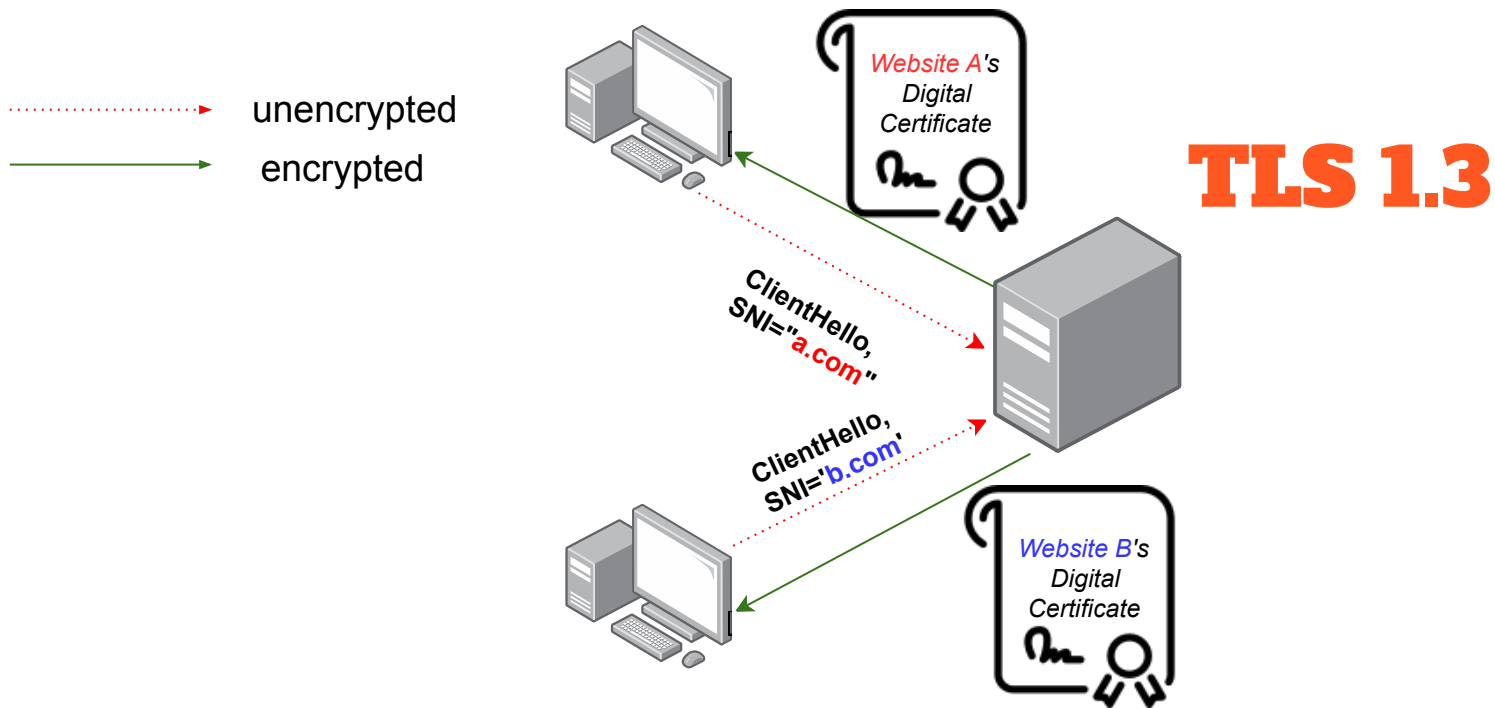 unencrypted
encrypted
Website A's
Digital
Certificate
TLS 1.3
ClientHello,
SNI="a.com"
ClientHello,
SNI='b.com'
Website B's
Digital
Certificate